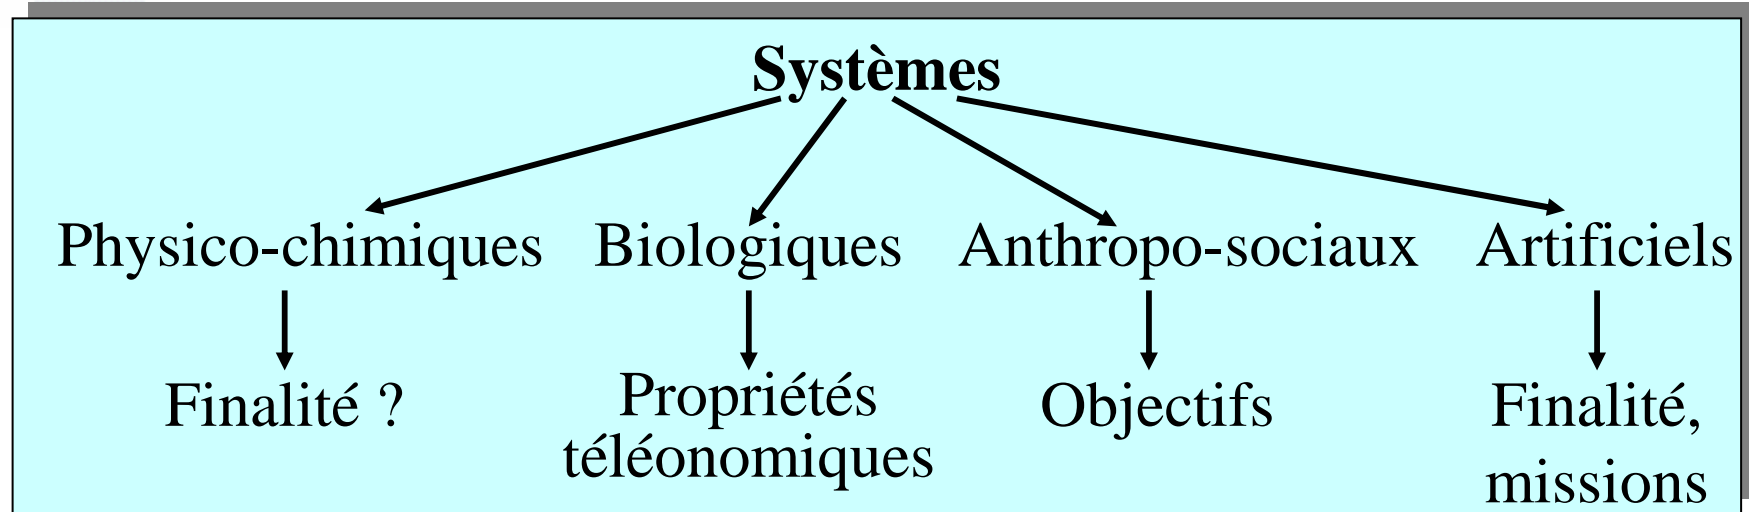 Systèmes
Physico-chimiques Biologiques Anthropo-sociaux Artificiels
Finalité ? Propriétés Objectifs Finalité,
téléonomiques missions